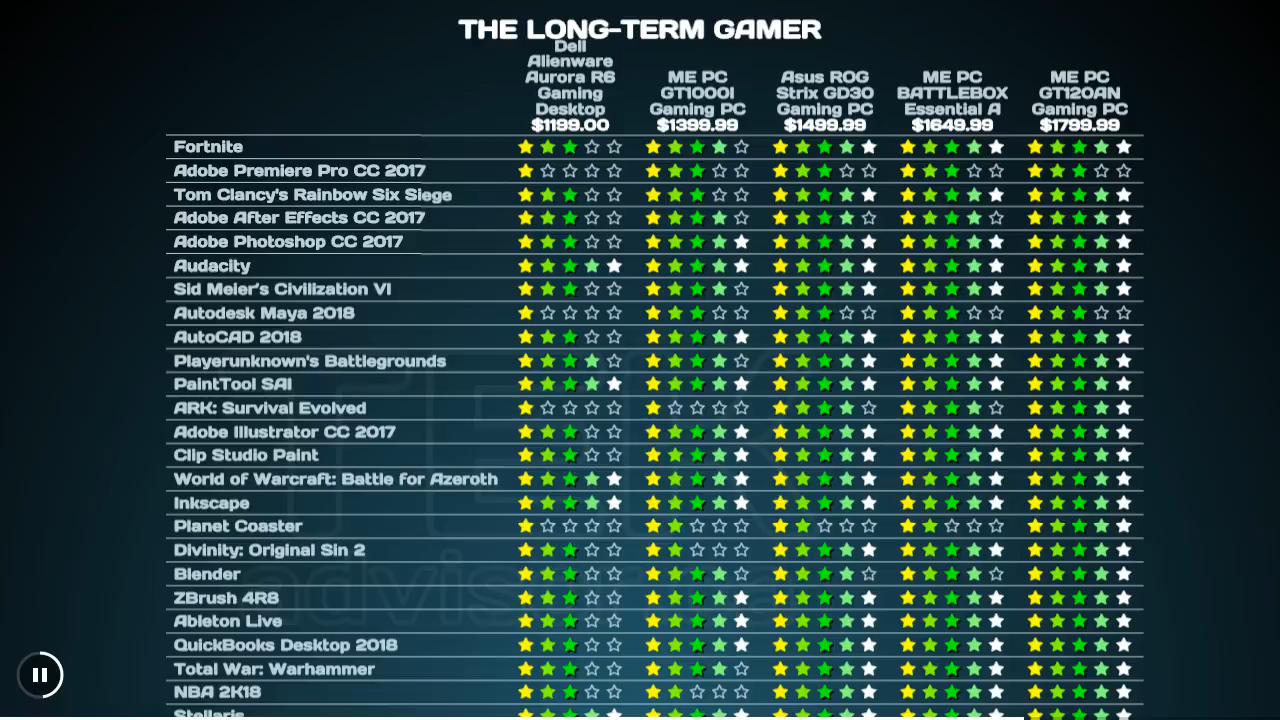 THE LONG-TERM GAMER
Dell
Alienware
Aurora R6
Gaming
Desktop
$1199.00
ME PC
GT1000I
Gaming PC
$1399.99
Asus ROG
Strix GD30
Gaming PC
$1499.99
ME PC
BATTLEBOX
Essential A
$1649.99
ME PC
GT120AN
Gaming PC
$1799.99
Fortnite
Adobe Premiere Pro CC 2017
Tom Clancy's Rainbow Six Siege
Adobe After Effects CC 2017
Adobe Photoshop CC 2017
Audacity
Sid Meier's Civilization VI
Autodesk Maya 2018
AutoCAD 2018
Playerunknown's Battlegrounds
PaintTool SAI
ARK: Survival Evolved
Adobe Illustrator CC 2017
Clip Studio Paint
World of Warcraft: Battle for Azeroth
Inkscape
Planet Coaster
Divinity: Original Sin 2
Blender
ZBrush 4R8
Ableton Live
QuickBooks Desktop 2018
Total War: Warhammer
NBA 2K18
Stellaris